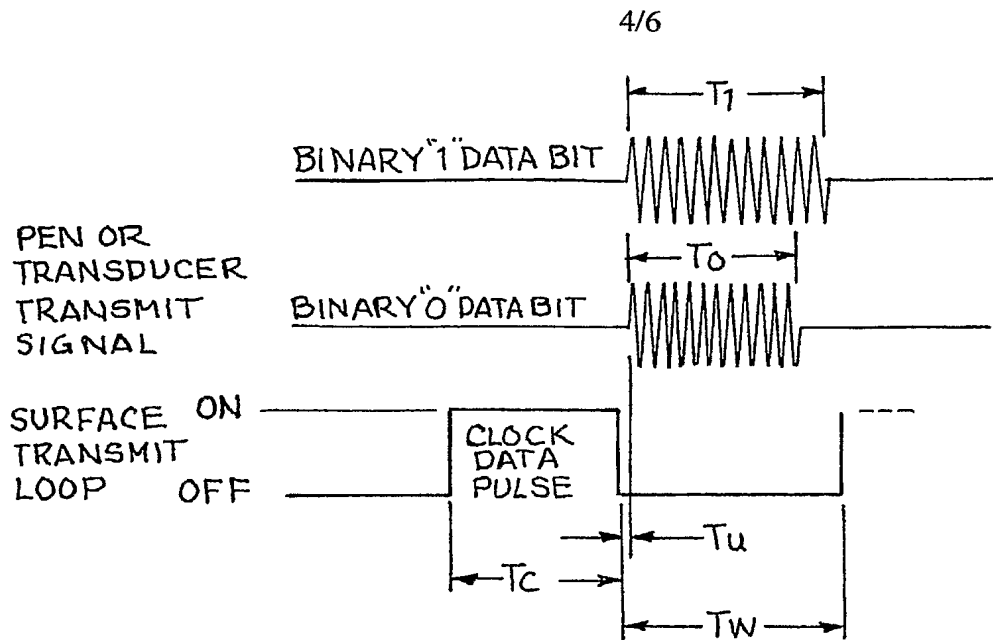 4/6
T1
BINARY "1" DATA BIT
PEN OR
TRANSDUCER
TRANSMIT
SIGNAL
T0
BINARY "0" DATA BIT
SURFACE
TRANSMIT
LOOP
ON
OFF
CLOCK
DATA
PULSE
TU
TC
TW